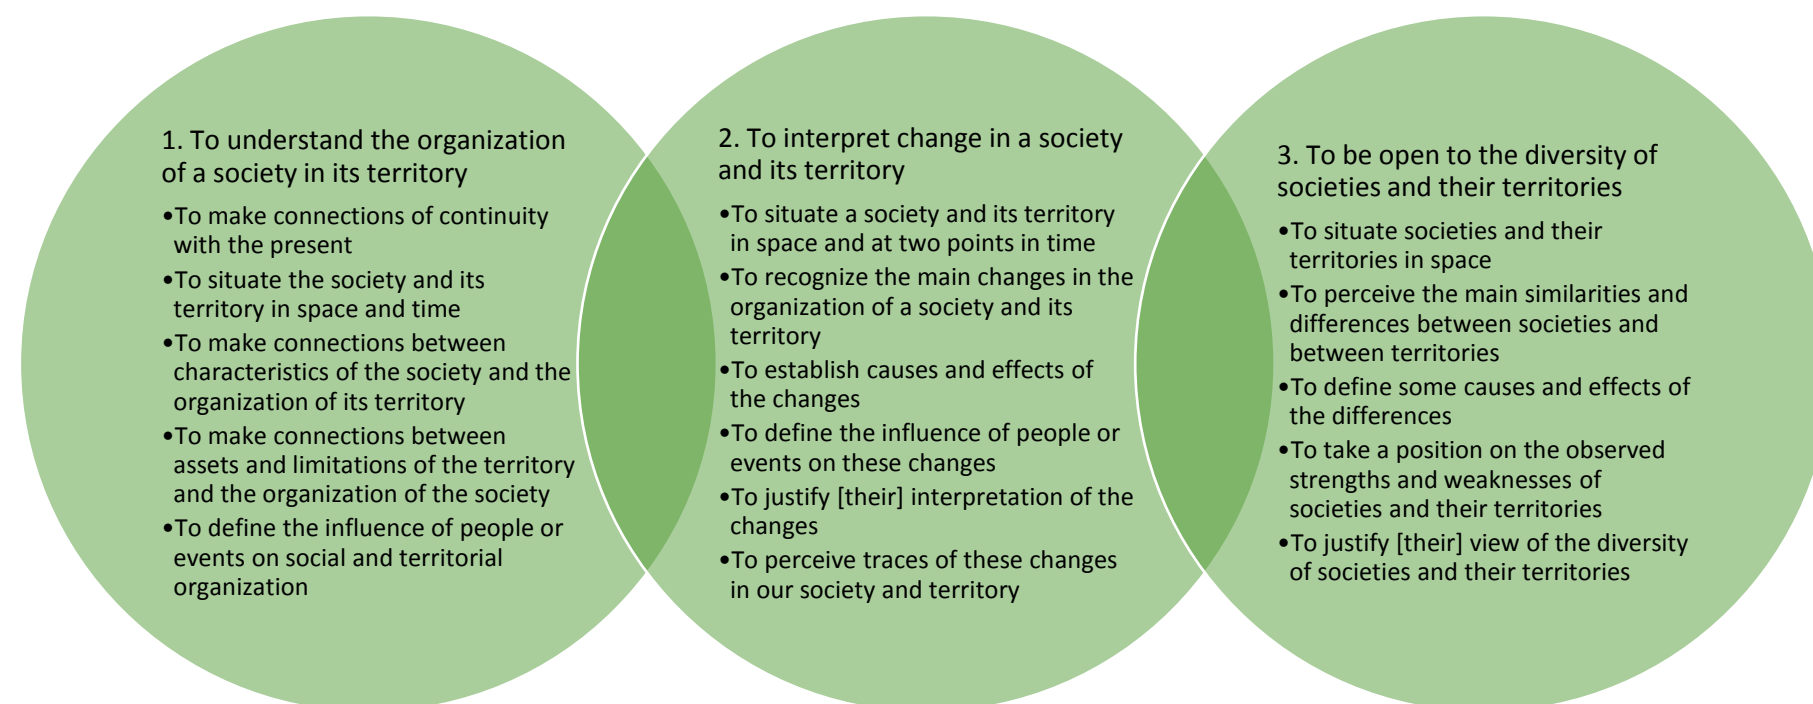 1. To understand the organization
of a society in its territory
•To make connections of continuity
with the present
•To situate the society and its
territory in space and time
•To make connections between
characteristics of the society and the
organization of its territory
•To make connections between
assets and limitations of the territory
and the organization of the society
•To define the influence of people or
events on social and territorial
organization
2. To interpret change in a society
and its territory
•To situate a society and its territory
in space and at two points in time
•To recognize the main changes in the
organization of a society and its
territory
•To establish causes and effects of
the changes
•To define the influence of people or
events on these changes
•To justify [their] interpretation of the
changes
•To perceive traces of these changes
in our society and territory
3. To be open to the diversity of
societies and their territories
•To situate societies and their
territories in space
•To perceive the main similarities and
differences between societies and
between territories
•To define some causes and effects of
the differences
•To take a position on the observed
strengths and weaknesses of
societies and their territories
•To justify [their] view of the diversity
of societies and their territories